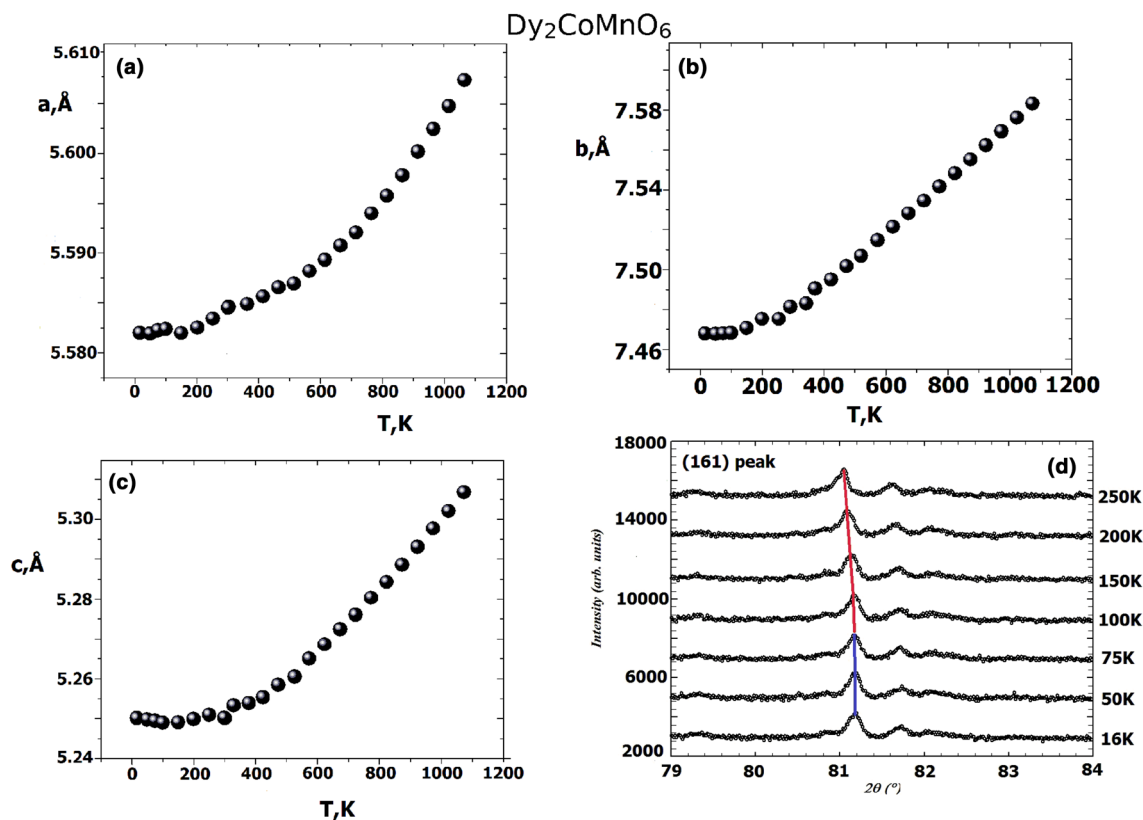 Dy₂CoMnO₆
(a)
a,Å
5.610
5.600
5.590
5.580
0 200 400 600 800 1000 1200
T,K
(b)
b,Å
7.58
7.54
7.50
7.46
0 200 400 600 800 1000 1200
T,K
(c)
c,Å
5.30
5.28
5.26
5.24
0 200 400 600 800 1000 1200
T,K
(161) peak
(d)
Intensity (arb. units)
18000
14000
10000
6000
2000
250K
200K
150K
100K
75K
50K
16K
79 80 81 82 83 84
2θ (°)